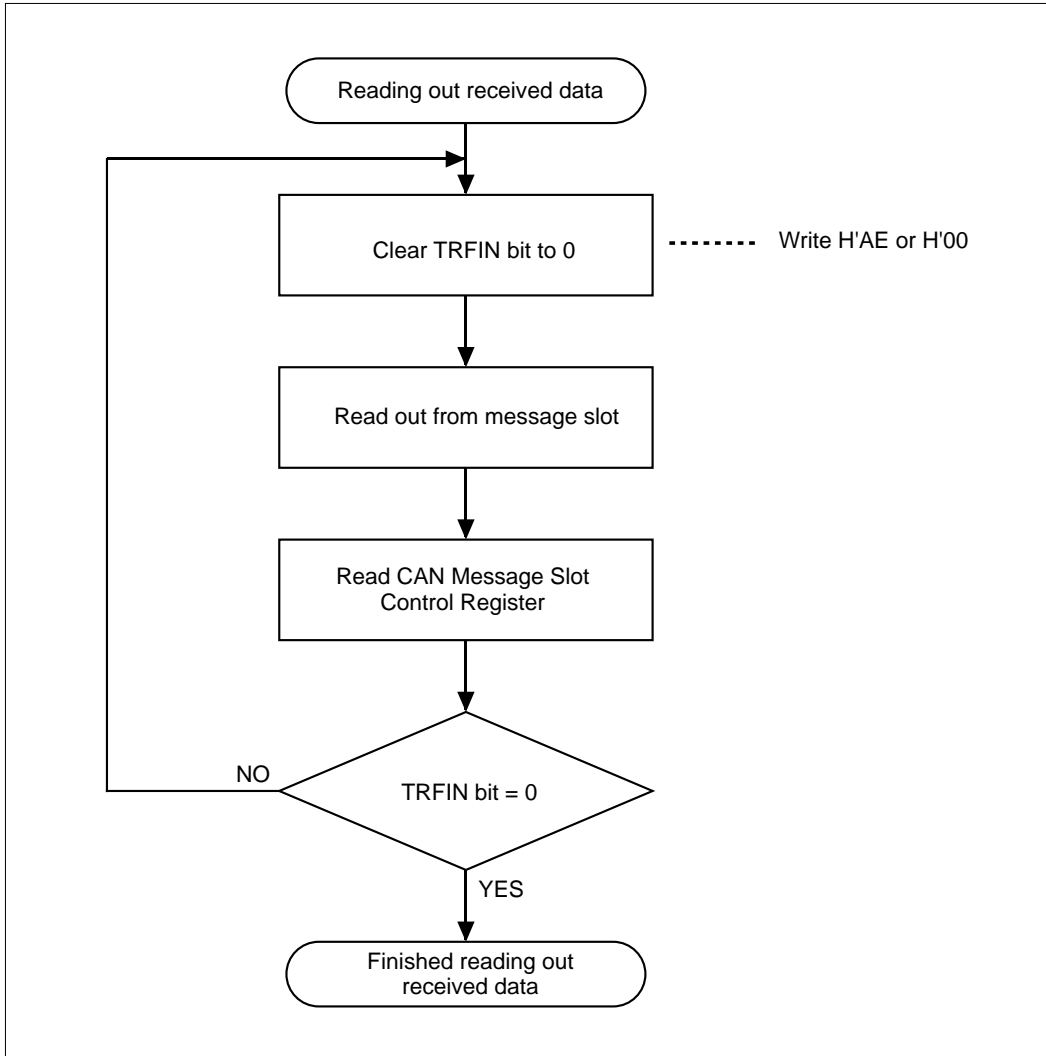 Reading out received data
Clear TRFIN bit to 0
Write H'AE or H'00
Read out from message slot
Read CAN Message Slot
Control Register
NO
TRFIN bit = 0
YES
Finished reading out
received data